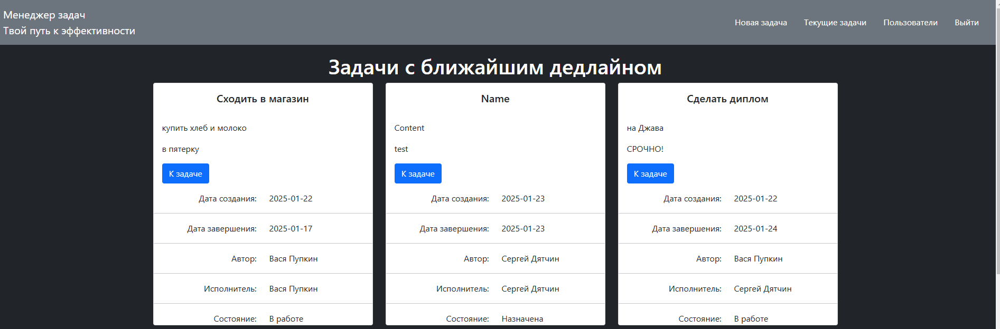 Менеджер задач
Твой путь к эффективности
Новая задача Текущие задачи Пользователи Выйти
Задачи с ближайшим дедлайном
Сходить в магазин
купить хлеб и молоко
в пятерку
К задаче
Дата создания: 2025-01-22
Дата завершения: 2025-01-17
Автор: Вася Пупкин
Исполнитель: Вася Пупкин
Состояние: В работе
Name
Content
test
К задаче
Дата создания: 2025-01-23
Дата завершения: 2025-01-23
Автор: Сергей Дятчин
Исполнитель: Сергей Дятчин
Состояние: Назначена
Сделать диплом
на Джава
СРОЧНО!
К задаче
Дата создания: 2025-01-22
Дата завершения: 2025-01-24
Автор: Вася Пупкин
Исполнитель: Сергей Дятчин
Состояние: В работе